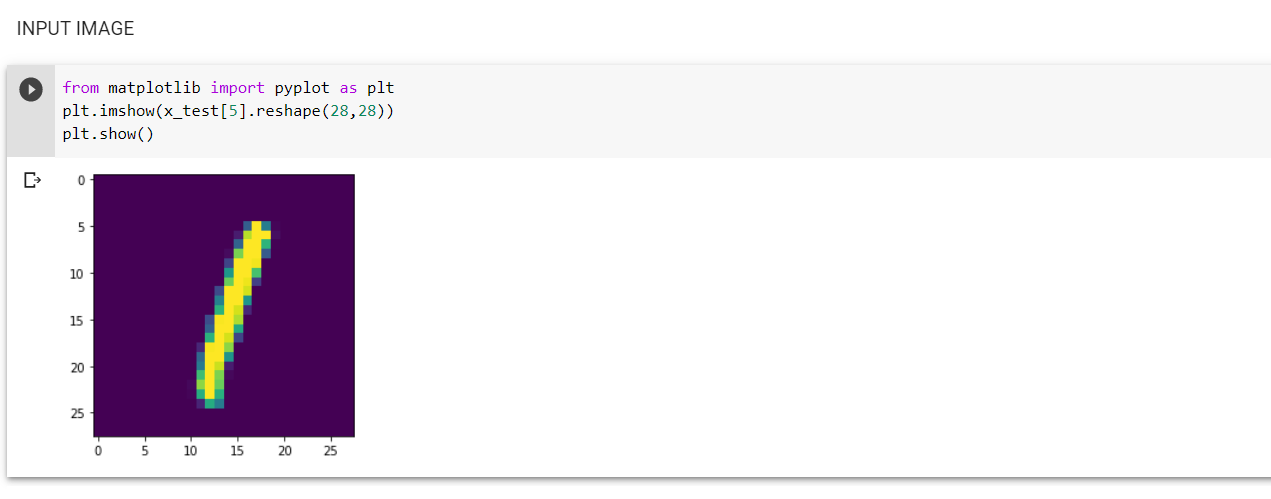 INPUT IMAGE
from matplotlib import pyplot as plt
plt.imshow(x_test[5].reshape(28,28))
plt.show()
0
5
10
15
20
25
0 5 10 15 20 25